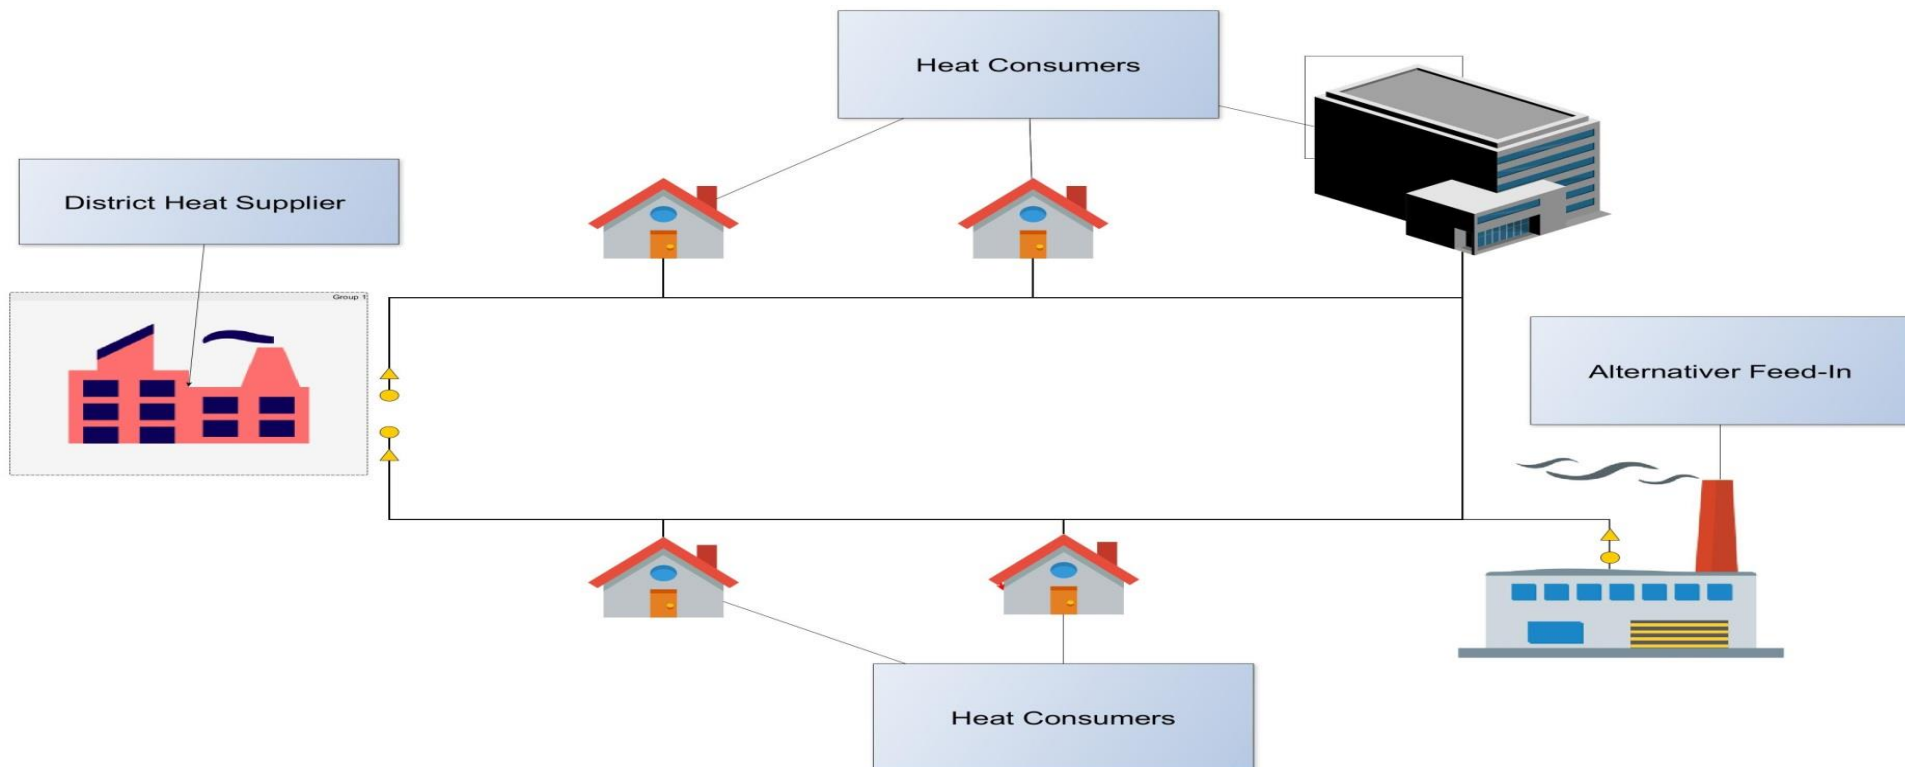 Heat Consumers
District Heat Supplier
Group 1
Alternativer Feed-In
Heat Consumers